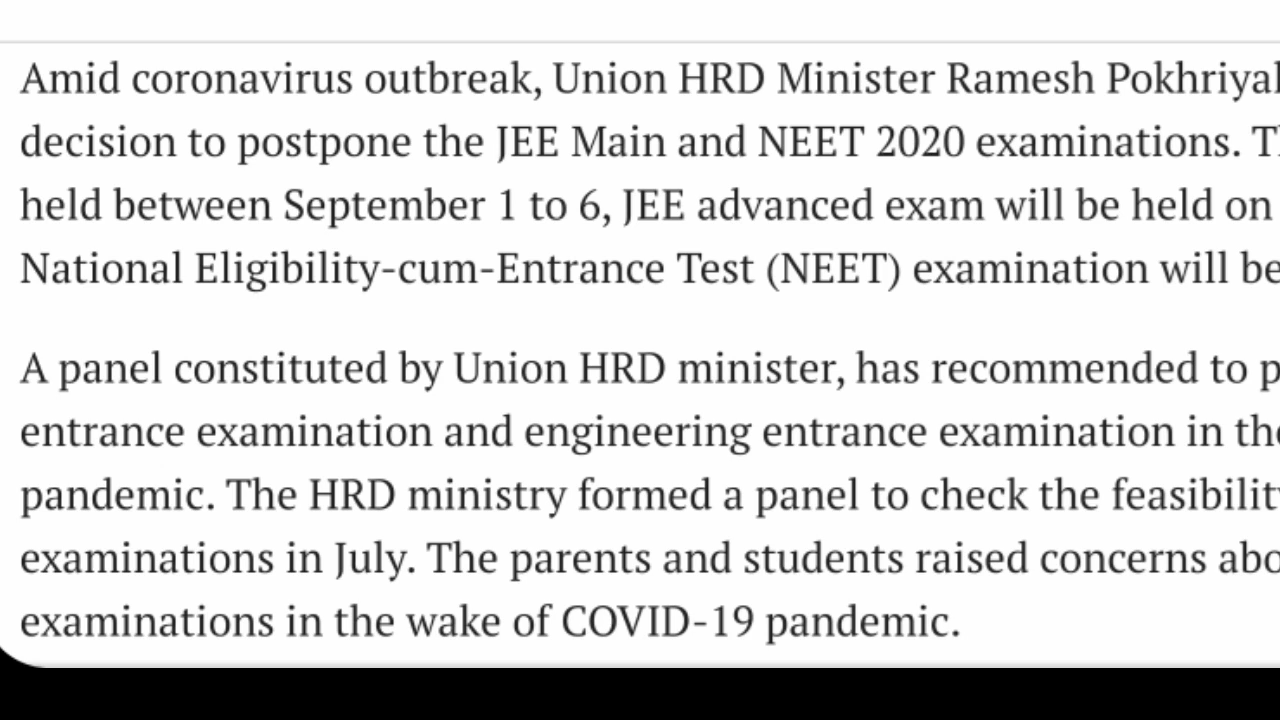 Amid coronavirus outbreak, Union HRD Minister Ramesh Pokhriyal
decision to postpone the JEE Main and NEET 2020 examinations.
held between September 1 to 6, JEE advanced exam will be held on
National Eligibility-cum-Entrance Test (NEET) examination will be
A panel constituted by Union HRD minister, has recommended to
entrance examination and engineering entrance examination in the
pandemic. The HRD ministry formed a panel to check the feasibility
examinations in July. The parents and students raised concerns
examinations in the wake of COVID-19 pandemic.